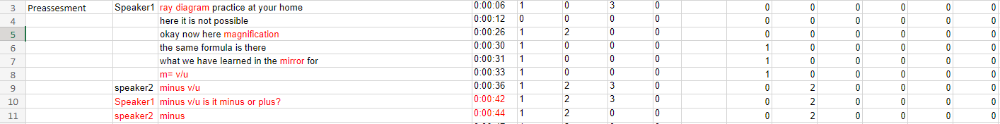 3 Preassesment Speaker1 ray diagram practice at your home 0:00:06 1 0 3 0 0 0 0 0 0 0
4 here it is not possible 0:00:12 0 0 0 0 0 0 0 0 0 0
5 okay now here magnification 0:00:26 1 2 0 0 0 0 0 0 0 0
6 the same formula is there 0:00:30 1 0 0 0 1 0 0 0 0 0
7 what we have learned in the mirror for 0:00:31 1 0 0 0 1 0 0 0 0 0
8 m= v/u 0:00:33 1 0 0 0 1 0 0 0 0 0
9 speaker2 minus v/u 0:00:36 1 2 3 0 0 2 0 0 0 0
10 Speaker1 minus v/u is it minus or plus? 0:00:42 1 2 3 0 0 2 0 0 0 0
11 speaker2 minus 0:00:44 1 2 0 0 0 2 0 0 0 0